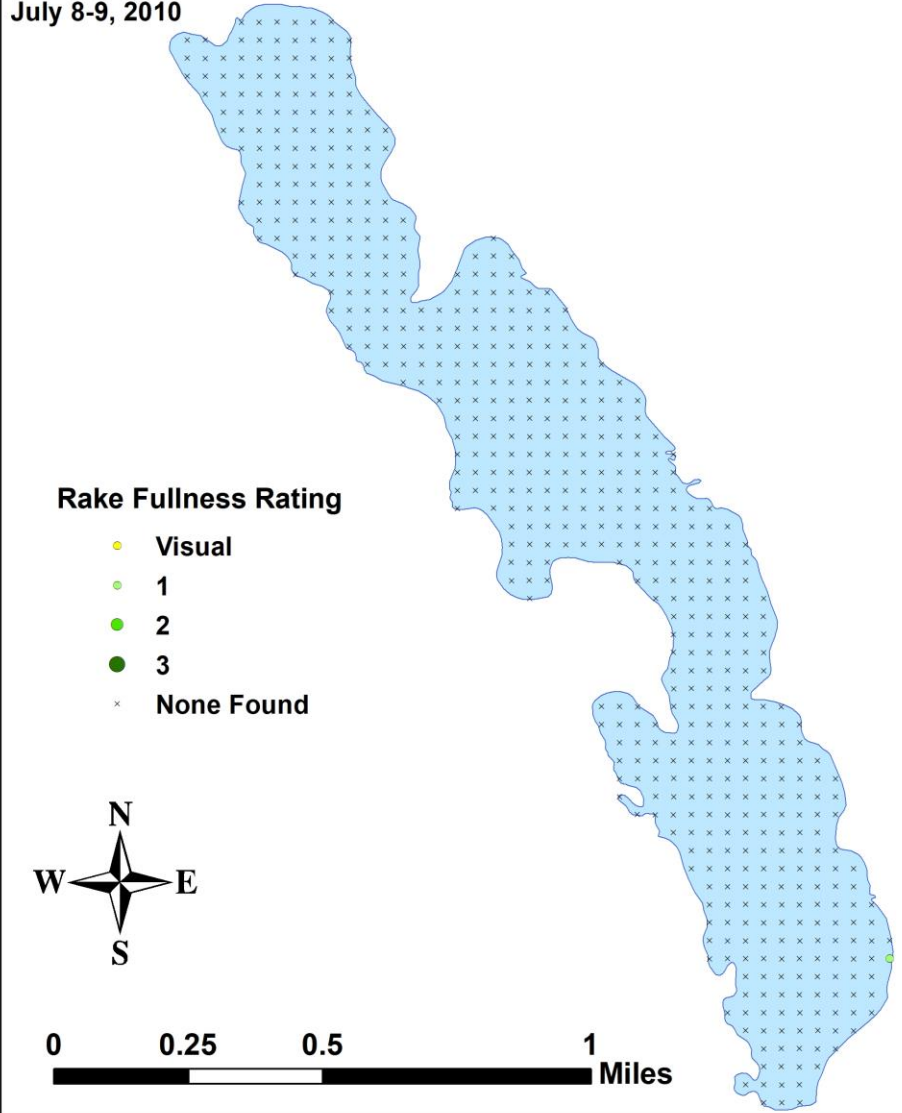 July 8-9, 2010
Rake Fullness Rating
Visual
1
2
3
None Found
N
W E
S
0 0.25 0.5 1
Miles